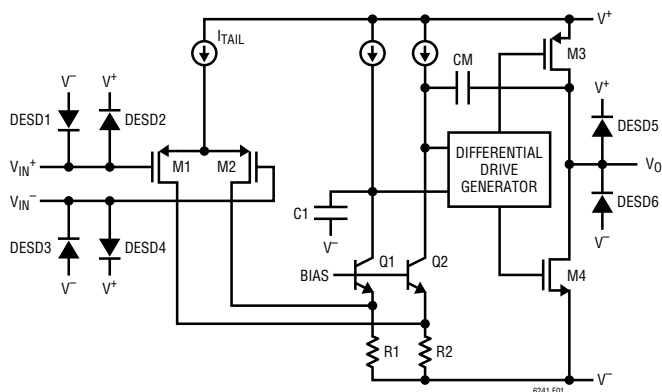 V+
I_TAIL
CM
M3
V−
V+
V+
DESD1
DESD2
DESD5
V_IN+
M1
M2
DIFFERENTIAL
DRIVE
GENERATOR
V_O
V_IN−
C1
DESD6
V−
V−
DESD3
DESD4
Q1
Q2
M4
BIAS
V−
V+
R1
R2
V−
6241 F01